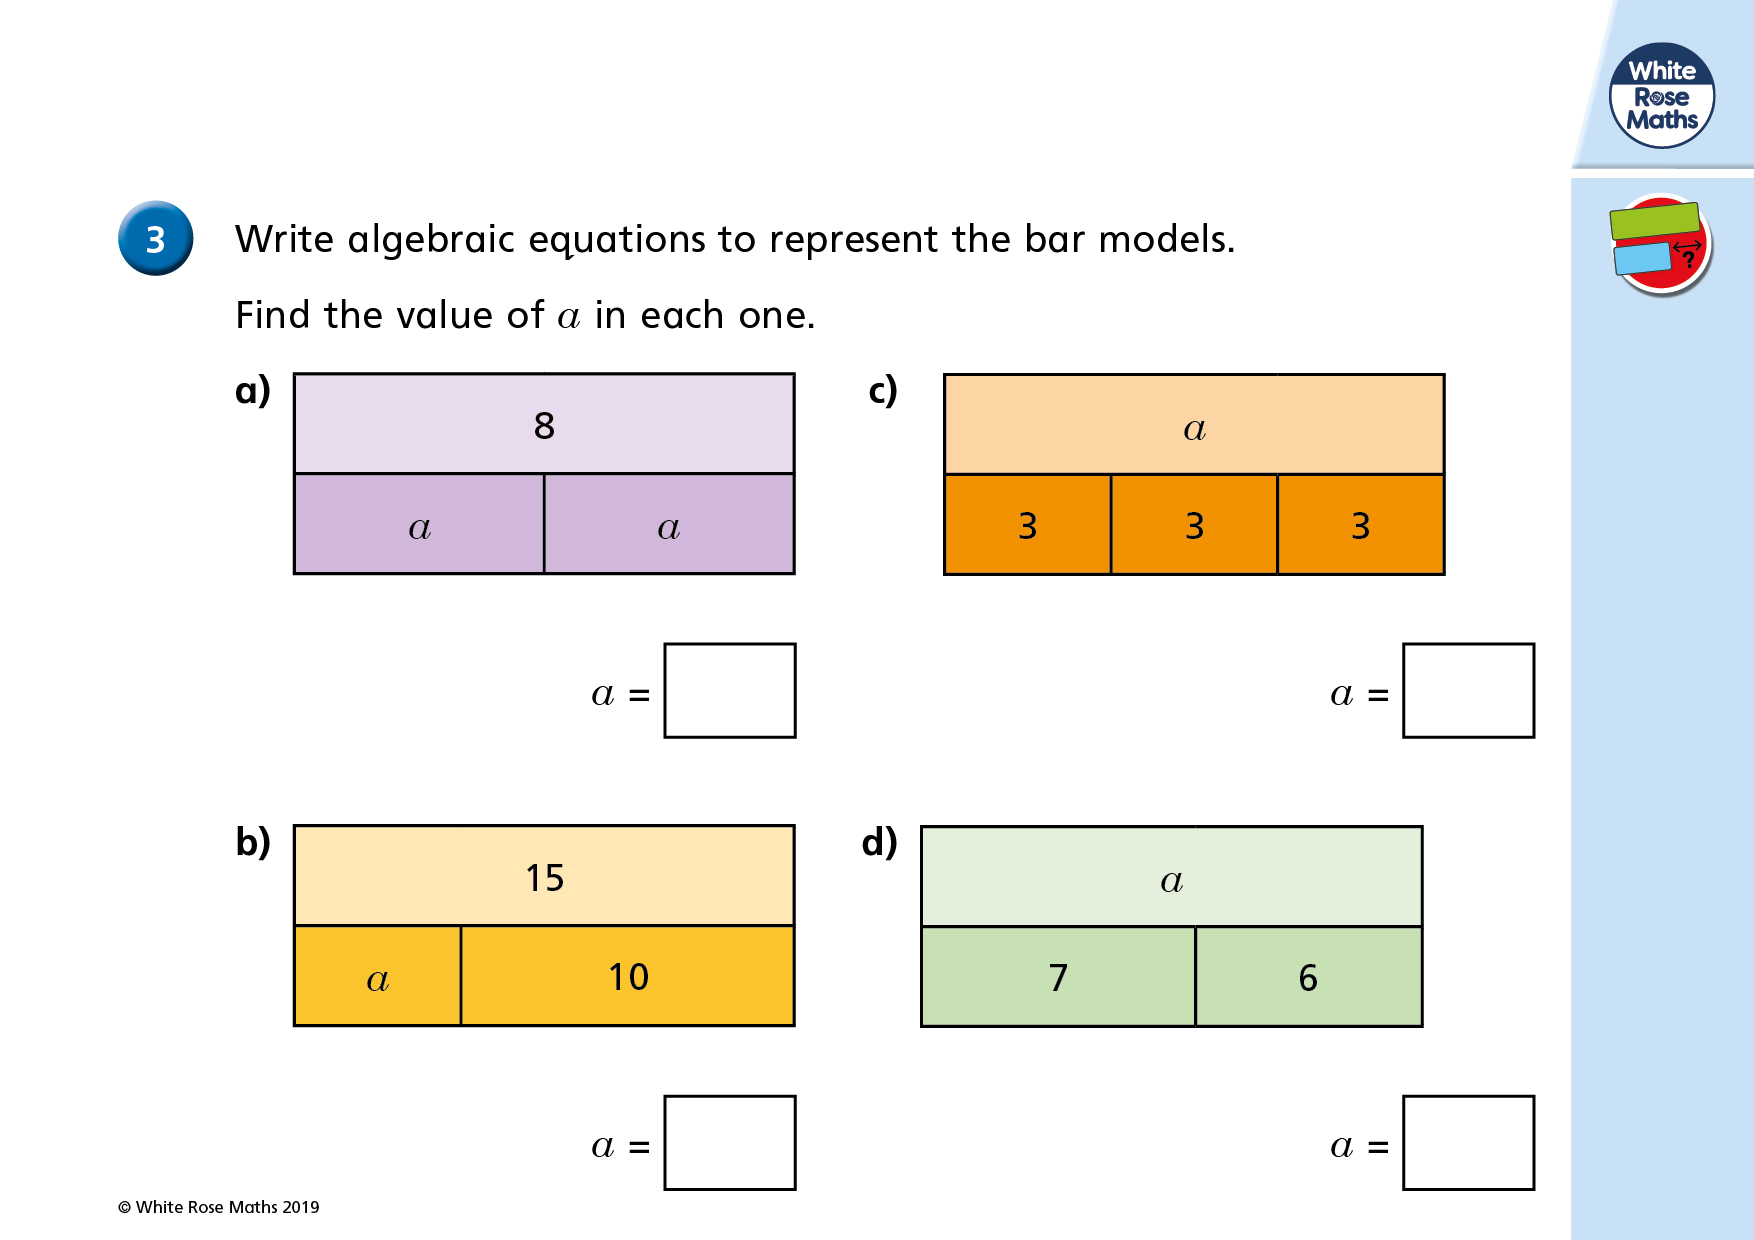 White
Rose
Maths
?
3 Write algebraic equations to represent the bar models.
Find the value of a in each one.
a)
8
a a
a =
c)
a
3 3 3
a =
b)
15
a 10
a =
d)
a
7 6
a =
© White Rose Maths 2019